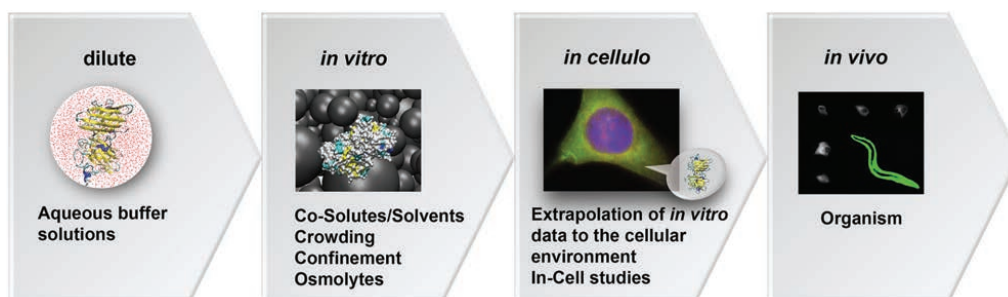 dilute
Aqueous buffer
solutions
in vitro
Co-Solutes/Solvents
Crowding
Confinement
Osmolytes
in cellulo
Extrapolation of in vitro
data to the cellular
environment
In-Cell studies
in vivo
Organism